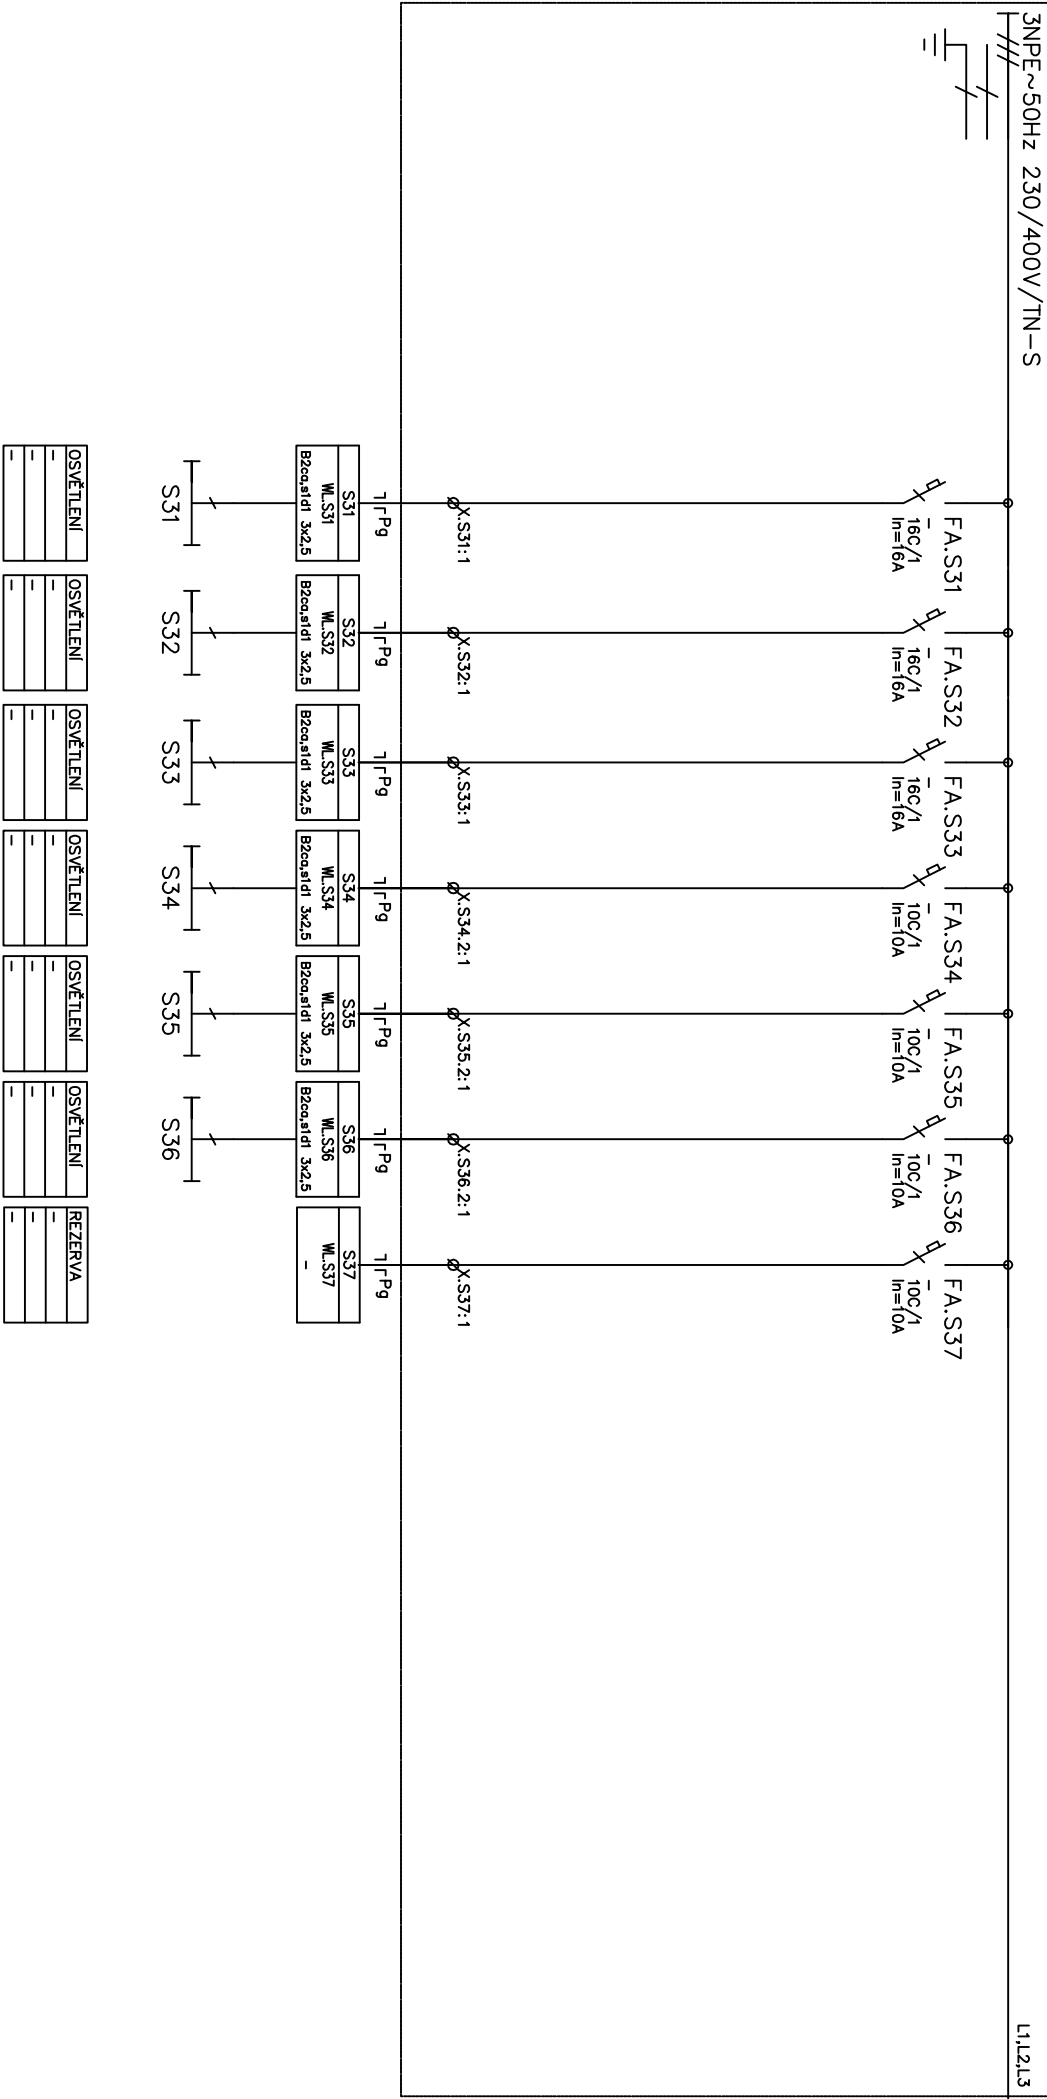 3NPE~50Hz 230/400V/TN-S
L1,L2,L3
FA.S31
-
16C/1
In=16A
FA.S32
-
16C/1
In=16A
FA.S33
-
16C/1
In=16A
FA.S34
-
10C/1
In=10A
FA.S35
-
10C/1
In=10A
FA.S36
-
10C/1
In=10A
FA.S37
-
10C/1
In=10A
X.S31:1
X.S32:1
X.S33:1
X.S34.2:1
X.S35.2:1
X.S36.2:1
X.S37:1
Pg
Pg
Pg
Pg
Pg
Pg
Pg
S31
WL.S31
B2ca,s1d1 3x2,5
S32
WL.S32
B2ca,s1d1 3x2,5
S33
WL.S33
B2ca,s1d1 3x2,5
S34
WL.S34
B2ca,s1d1 3x2,5
S35
WL.S35
B2ca,s1d1 3x2,5
S36
WL.S36
B2ca,s1d1 3x2,5
S37
WL.S37
-
S31
S32
S33
S34
S35
S36
OSVĚTLENÍ
-
-
-
OSVĚTLENÍ
-
-
-
OSVĚTLENÍ
-
-
-
OSVĚTLENÍ
-
-
-
OSVĚTLENÍ
-
-
-
OSVĚTLENÍ
-
-
-
REZERVA
-
-
-